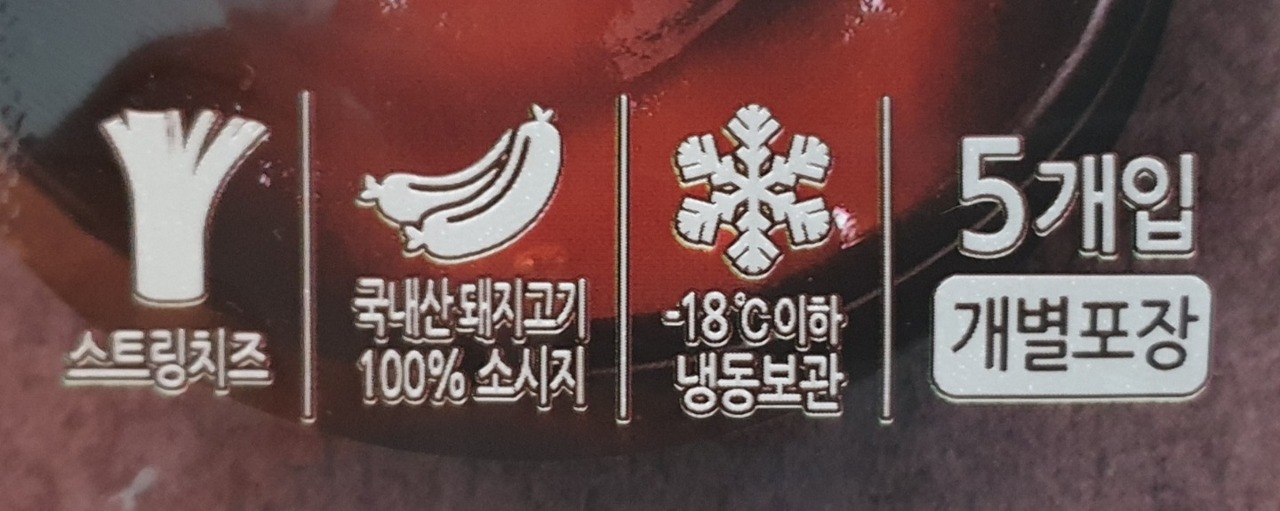 스트링치즈
국내산 돼지고기
100% 소시지
-18℃ 이하
냉동보관
5개입
개별포장